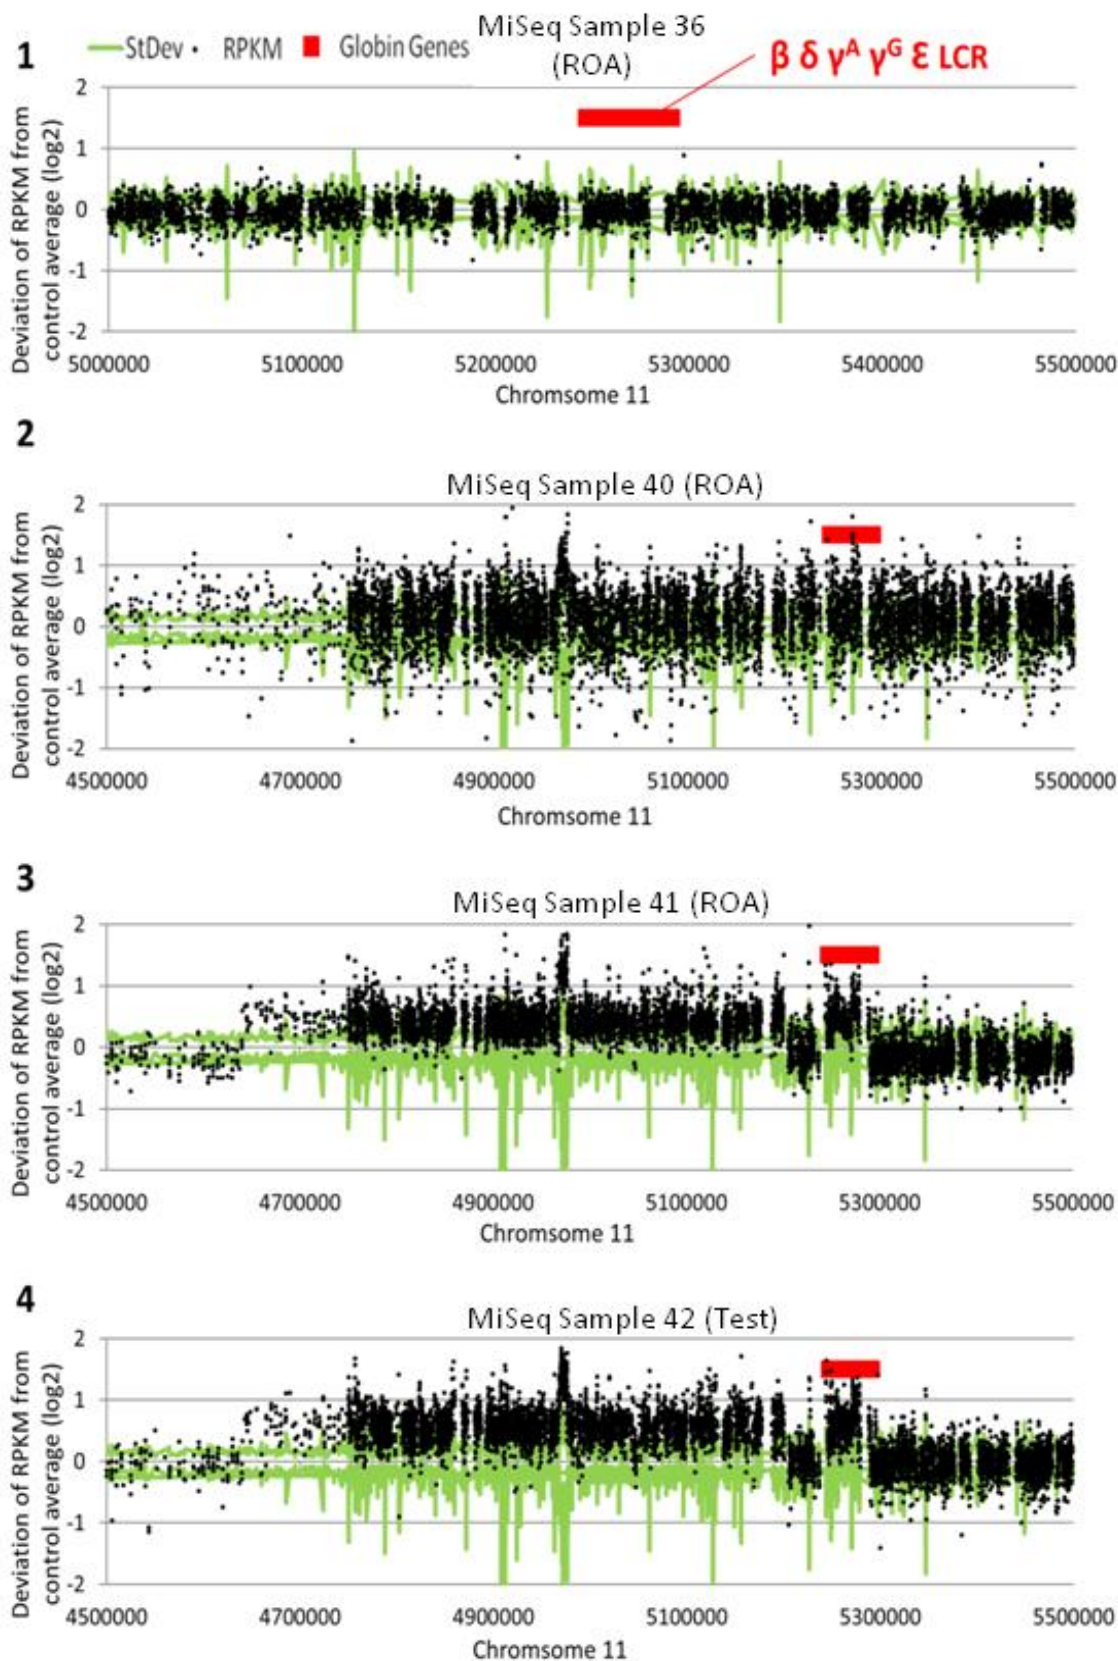 1
StDev • RPKM Globin Genes
MiSeq Sample 36
(ROA)
β δ γᴬ γᴳ Ɛ LCR
Deviation of RPKM from
control average (log2)
2
1
0
-1
-2
5000000 5100000 5200000 5300000 5400000 5500000
Chromsome 11
2
MiSeq Sample 40 (ROA)
Deviation of RPKM from
control average (log2)
2
1
0
-1
-2
4500000 4700000 4900000 5100000 5300000 5500000
Chromsome 11
3
MiSeq Sample 41 (ROA)
Deviation of RPKM from
control average (log2)
2
1
0
-1
-2
4500000 4700000 4900000 5100000 5300000 5500000
Chromsome 11
4
MiSeq Sample 42 (Test)
Deviation of RPKM from
control average (log2)
2
1
0
-1
-2
4500000 4700000 4900000 5100000 5300000 5500000
Chromsome 11